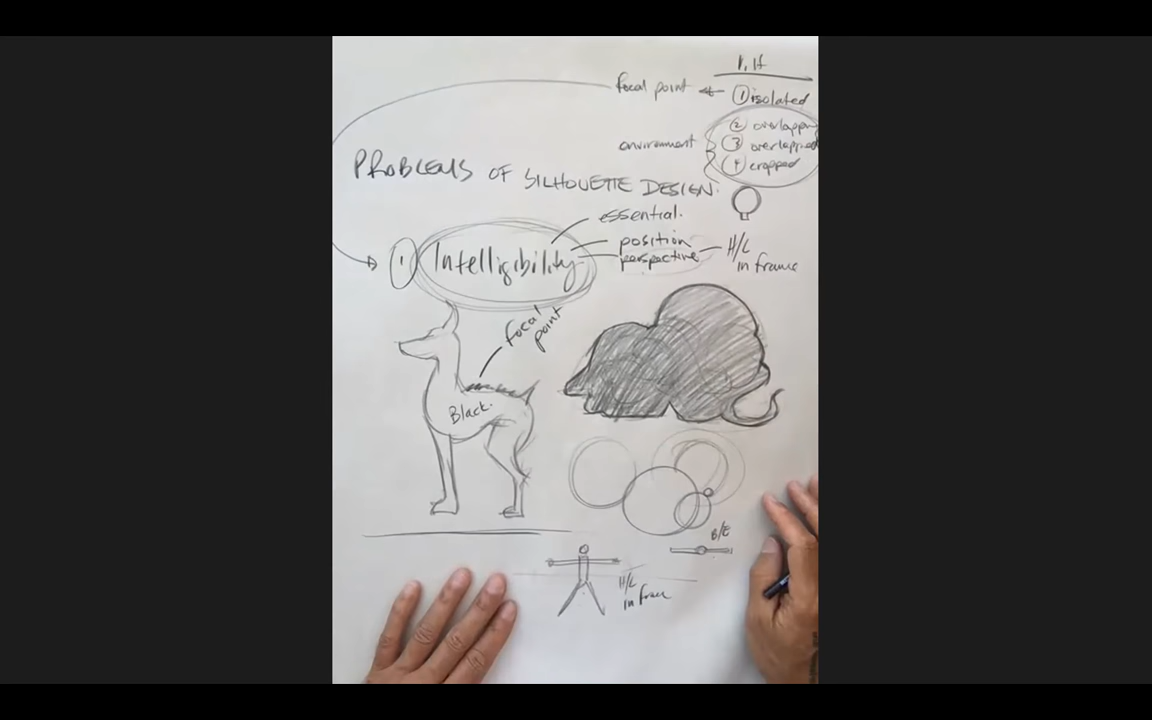 focal point
① isolated
② overlappin
environment
③ overlapped
④ cropped
PROBLEMS OF SILHOUETTE DESIGN:
essential.
① Intelligibility
position
perspective
H/L
in frame
focal
point
Black.
B/E
H/L
in frame